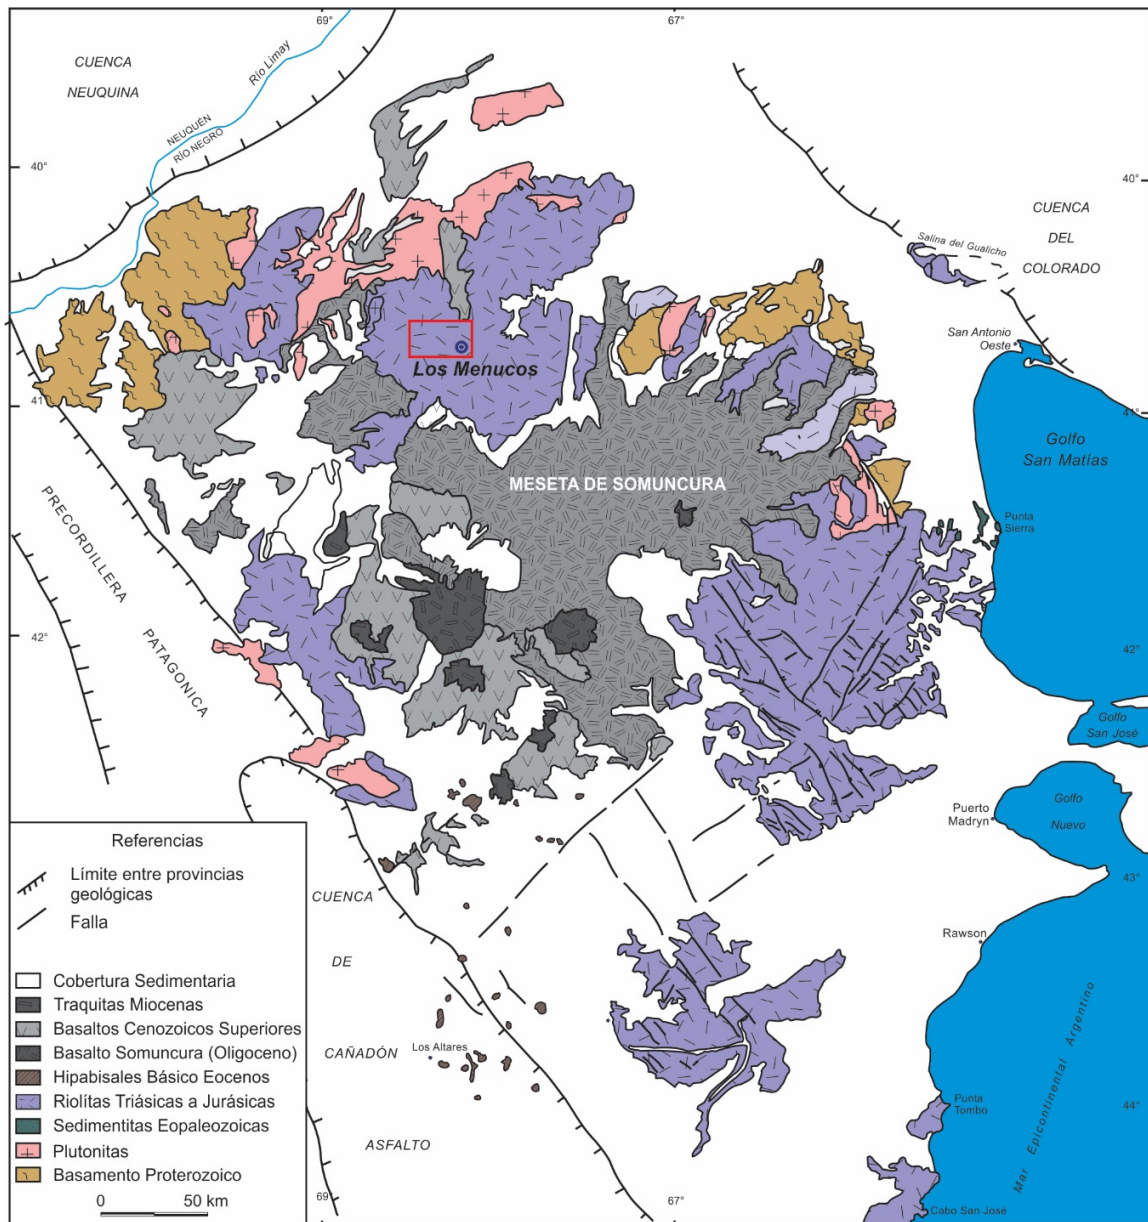 69°
67°
CUENCA
NEUQUINA
Río Limay
NEUQUÉN
RÍO NEGRO
40°
40°
CUENCA
DEL
COLORADO
Salina del Gualicho
San Antonio
Oeste
Los Menucos
41°
41°
Golfo
San Matías
MESETA DE SOMUNCURA
PRECORDILLERA
PATAGONICA
Punta
Sierra
42°
42°
Golfo
San José
Puerto
Madryn
Golfo
Nuevo
43°
Referencias
Límite entre provincias
geológicas
Falla
Cobertura Sedimentaria
Traquitas Miocenas
Basaltos Cenozoicos Superiores
Basalto Somuncura (Oligoceno)
Hipabisales Básico Eocenos
Riolítas Triásicas a Jurásicas
Sedimentitas Eopaleozoicas
Plutonitas
Basamento Proterozoico
0 50 km
CUENCA
DE
CAÑADÓN
ASFALTO
Los Altares
Rawson
Mar Epicontinental Argentino
Punta
Tombo
44°
Cabo San José
69°
67°